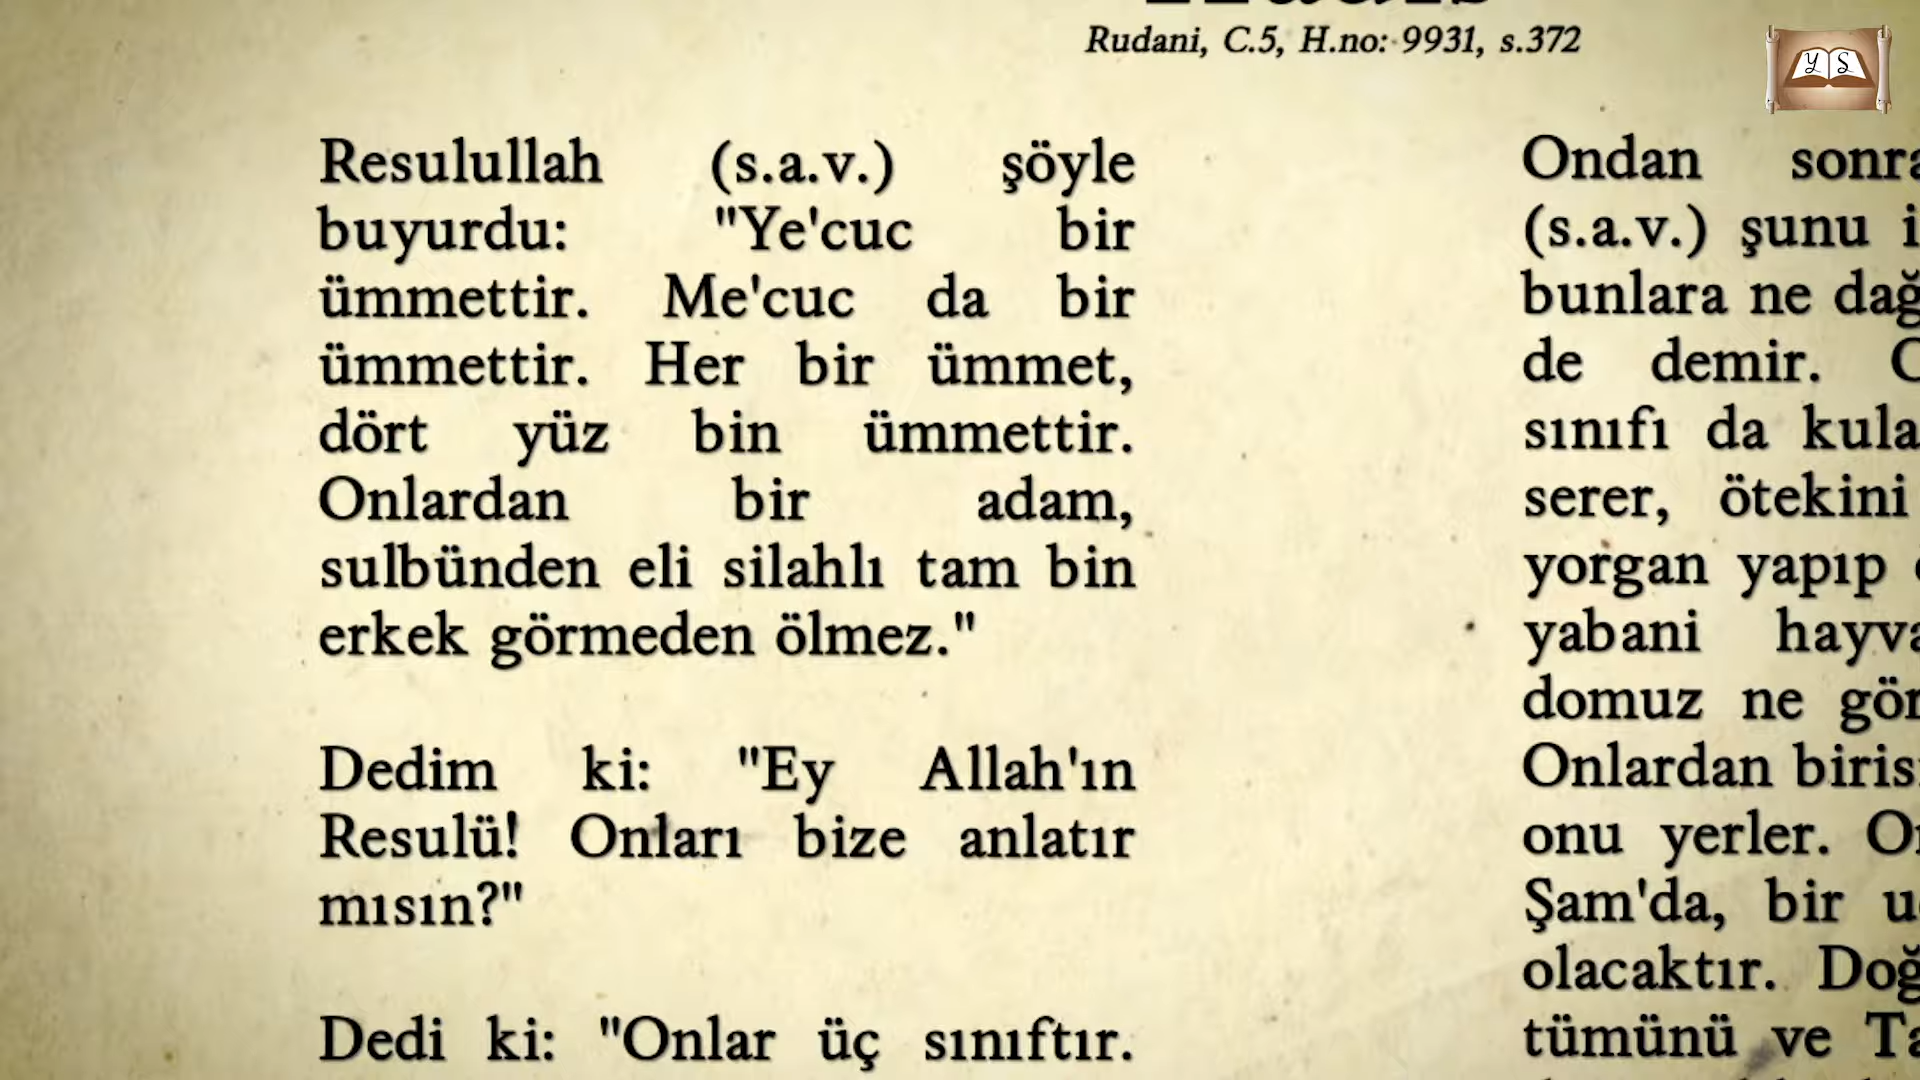 Rudani, C.5, H.no: 9931, s.372
Y S
Resulullah (s.a.v.) şöyle
buyurdu: "Ye'cuc bir
ümmettir. Me'cuc da bir
ümmettir. Her bir ümmet,
dört yüz bin ümmettir.
Onlardan bir adam,
sulbünden eli silahlı tam bin
erkek görmeden ölmez."
Dedim ki: "Ey Allah'ın
Resulü! Onları bize anlatır
mısın?"
Dedi ki: "Onlar üç sınıftır.
Ondan
(s.a.v.) şunu
bunlara ne
de demir.
sınıfı da
serer, ötekini
yorgan yapıp
yabani
domuz ne
Onlardan
onu yerler.
Şam'da, bir
olacaktır.
tümünü ve